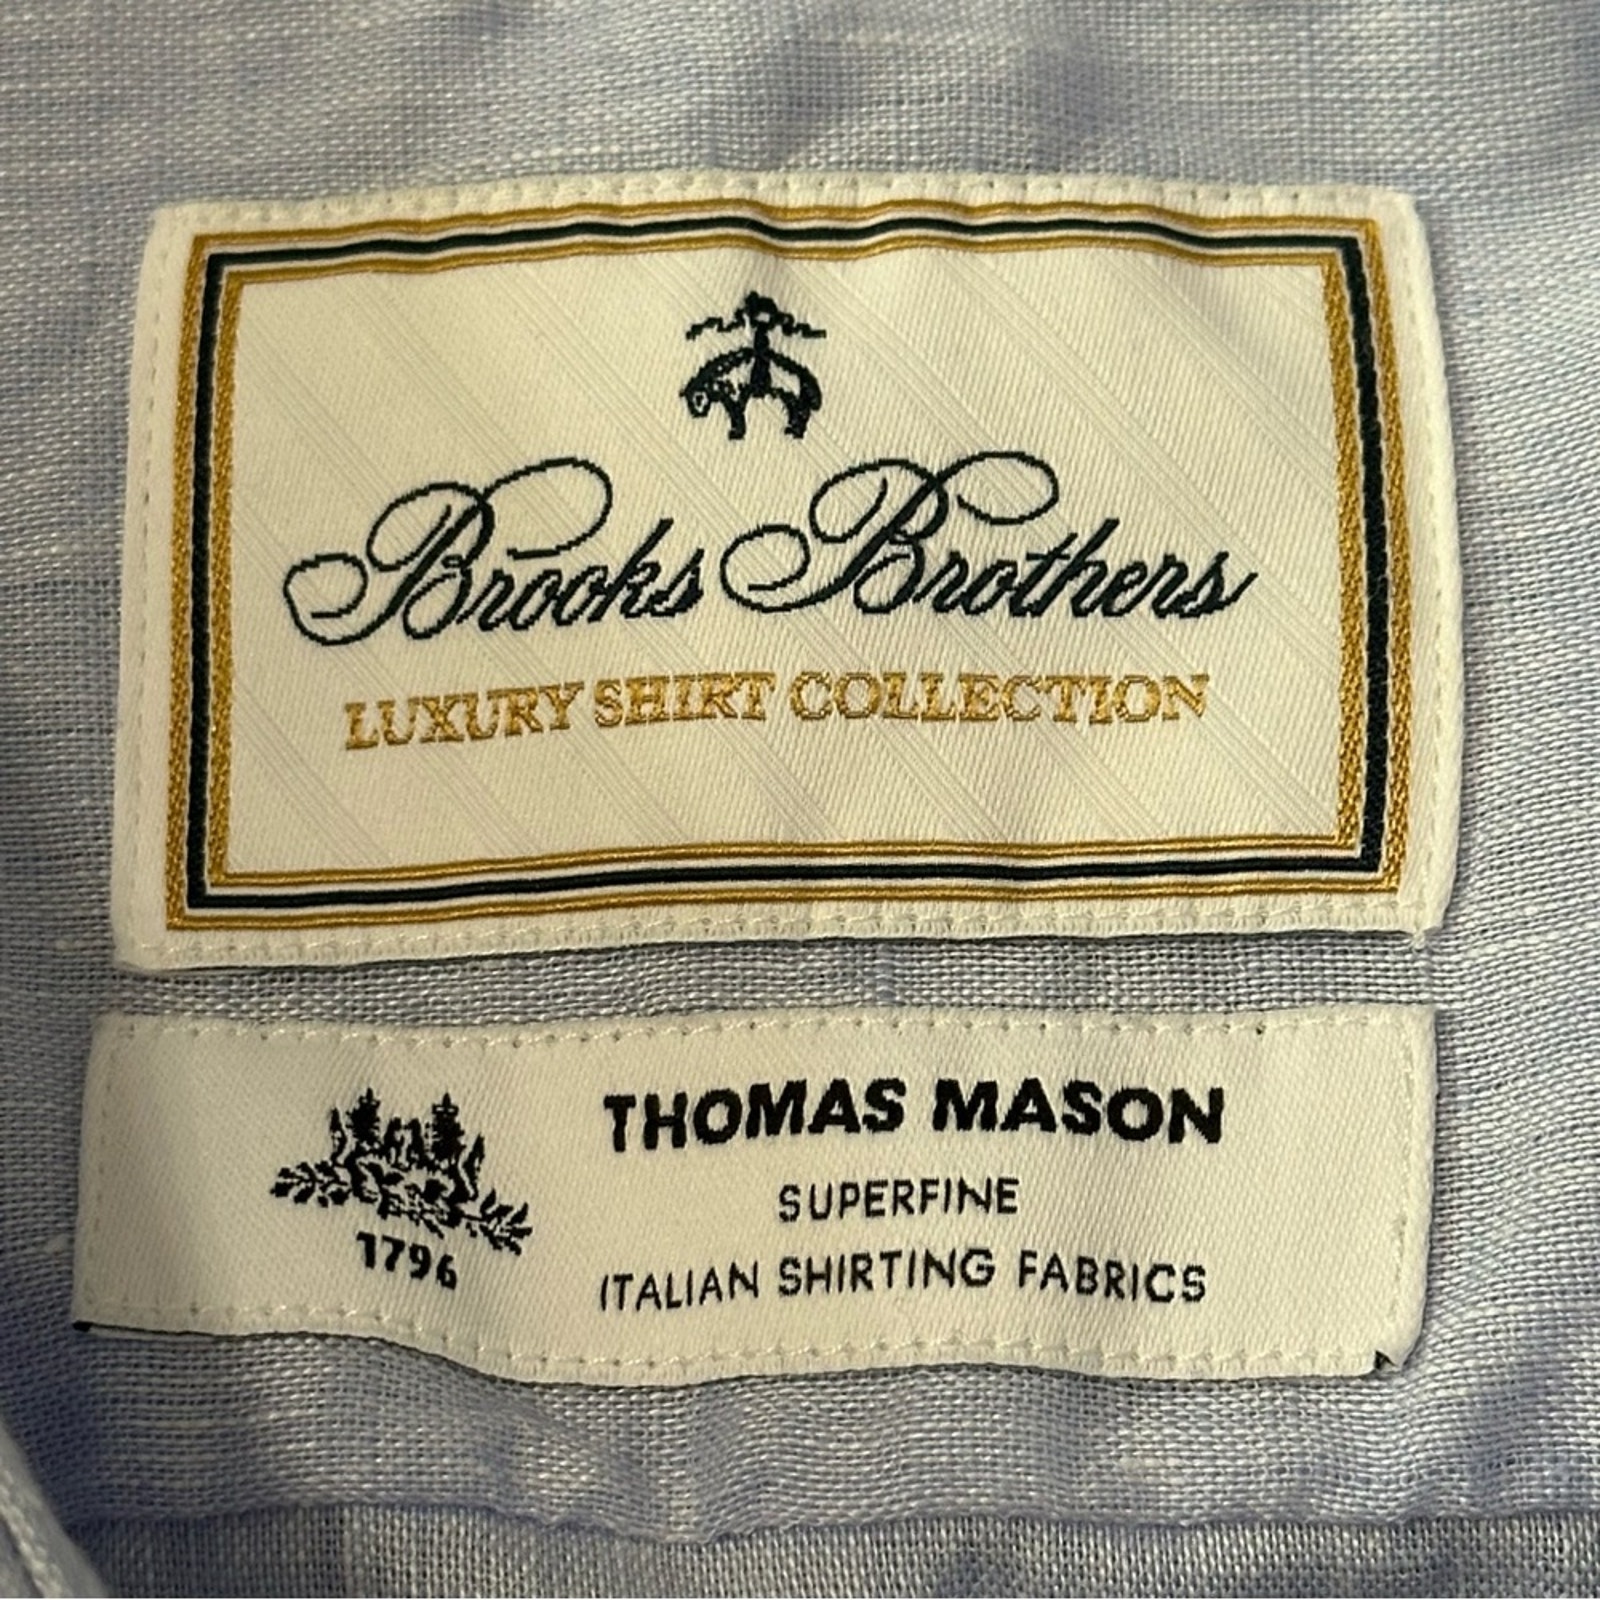 Brooks Brothers
LUXURY SHIRT COLLECTION
THOMAS MASON
SUPERFINE
ITALIAN SHIRTING FABRICS
1796